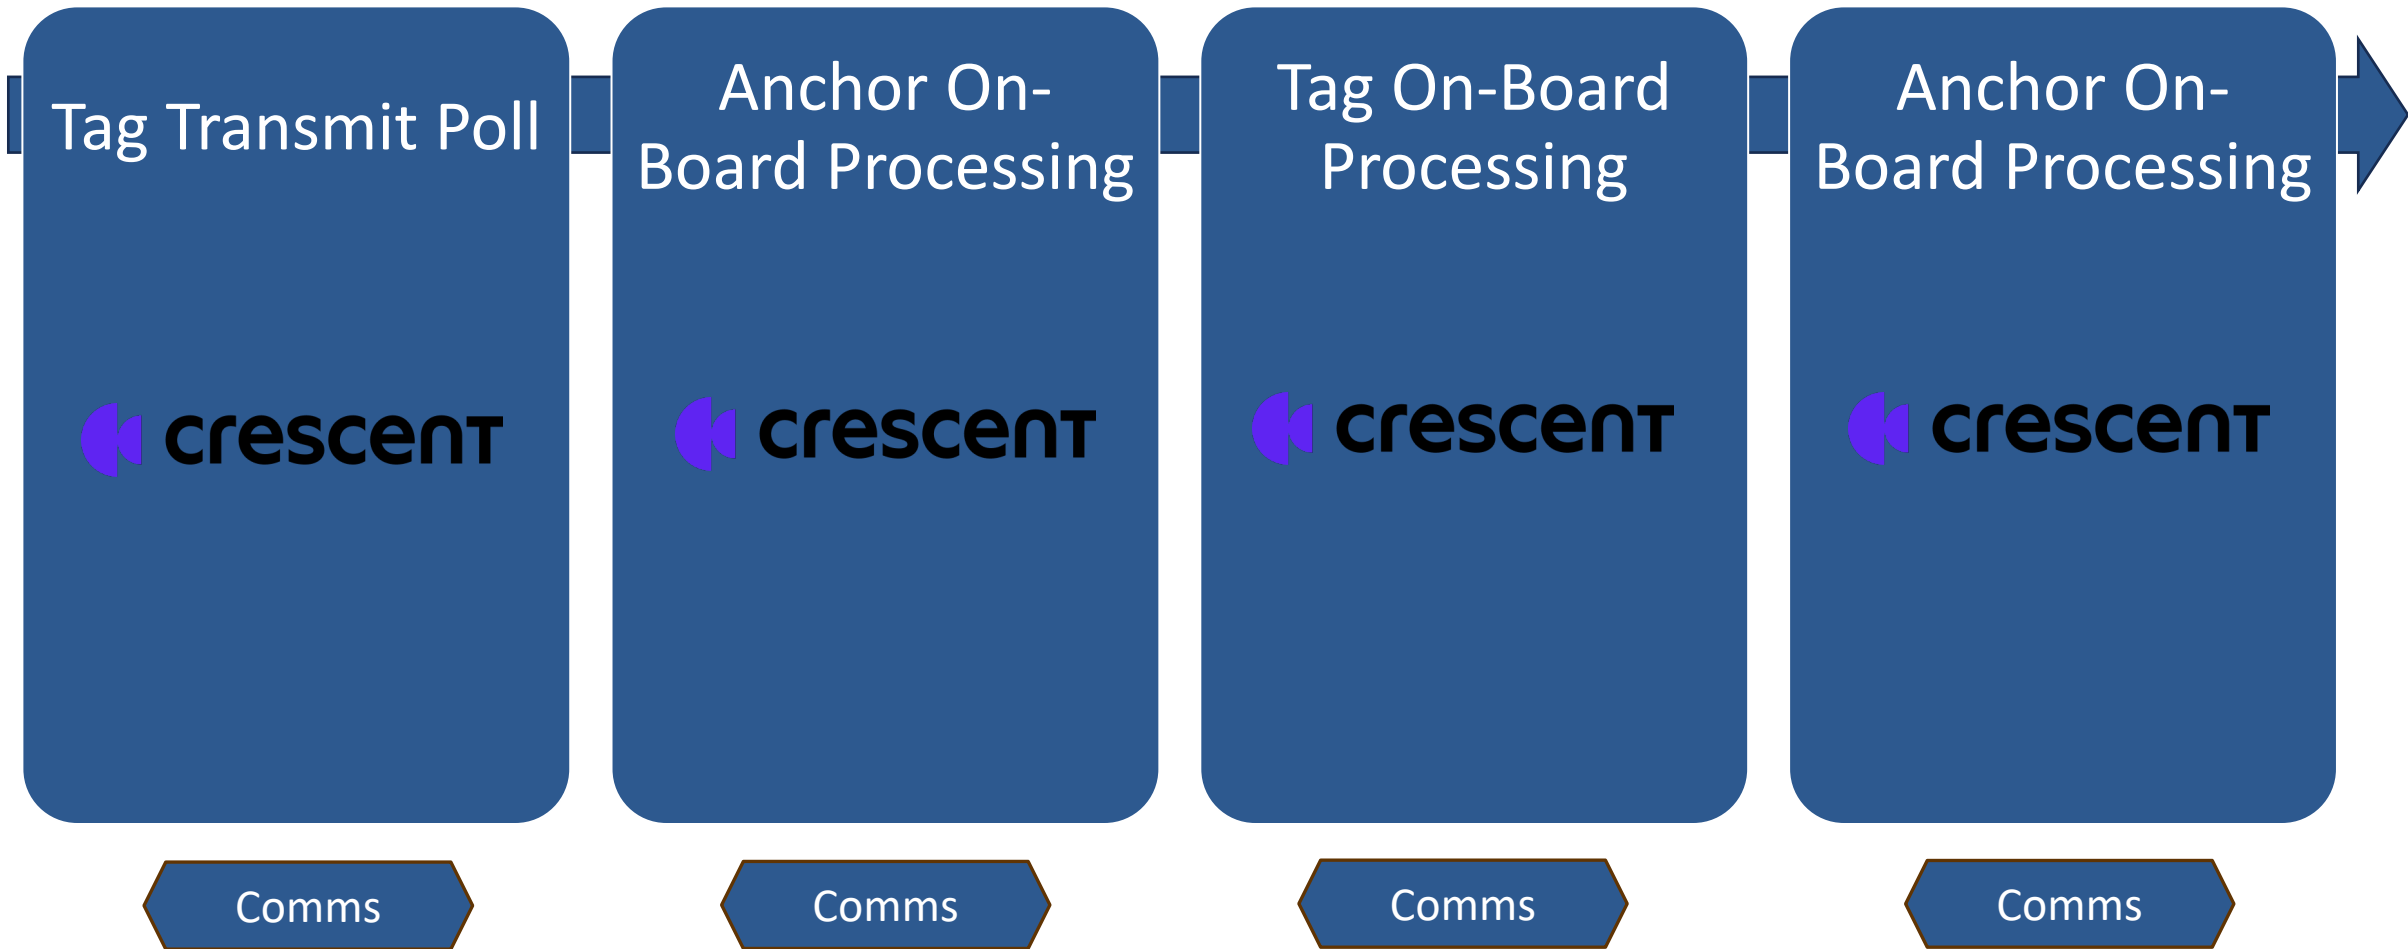 Tag Transmit Poll
Anchor On-
Board Processing
Tag On-Board
Processing
Anchor On-
Board Processing
crescent
crescent
crescent
crescent
Comms
Comms
Comms
Comms